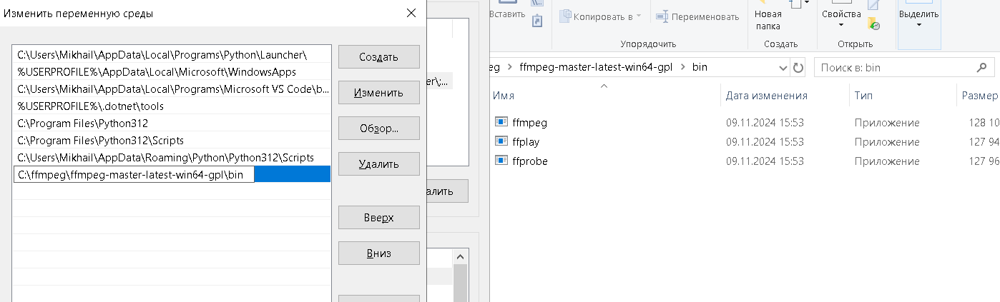 Изменить переменную среды
C:\Users\Mikhail\AppData\Local\Programs\Python\Launcher\
%USERPROFILE%\AppData\Local\Microsoft\WindowsApps
C:\Users\Mikhail\AppData\Local\Programs\Microsoft VS Code\b...
%USERPROFILE%\.dotnet\tools
C:\Program Files\Python312
C:\Program Files\Python312\Scripts
C:\Users\Mikhail\AppData\Roaming\Python\Python312\Scripts
C:\ffmpeg\ffmpeg-master-latest-win64-gpl\bin
Создать
Изменить
Обзор...
Удалить
Вверх
Вниз
er\;...
алить
Вставить
Копировать в
Переименовать
Упорядочить
Новая
папка
Создать
Свойства
Открыть
Выделить
eg > ffmpeg-master-latest-win64-gpl > bin
Поиск в: bin
Имя Дата изменения Тип Размер
ffmpeg 09.11.2024 15:53 Приложение 128 10
ffplay 09.11.2024 15:53 Приложение 127 94
ffprobe 09.11.2024 15:53 Приложение 127 96